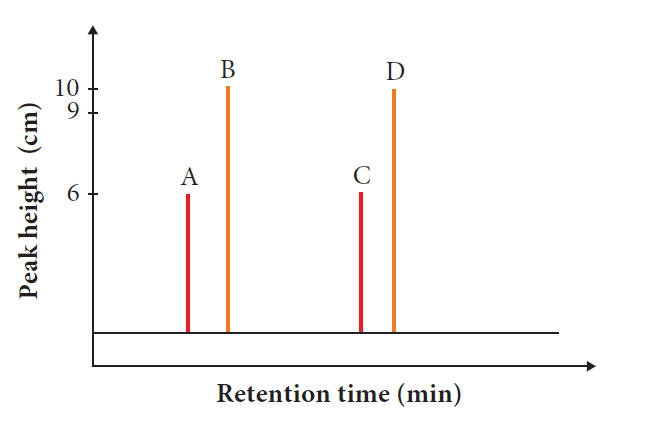 B
D
10
9
A
C
6
Peak height (cm)
Retention time (min)